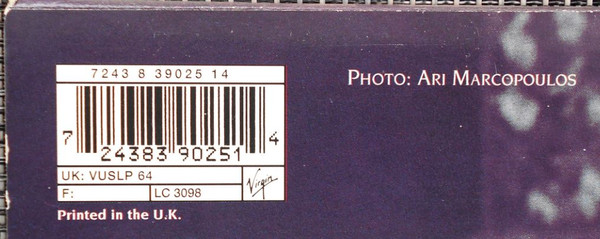 7243 8 39025 14
PHOTO: ARI MARCOPOULOS
7 24383 90251 4
UK: VUSLP 64
F: LC 3098
Virgin
Printed in the U.K.